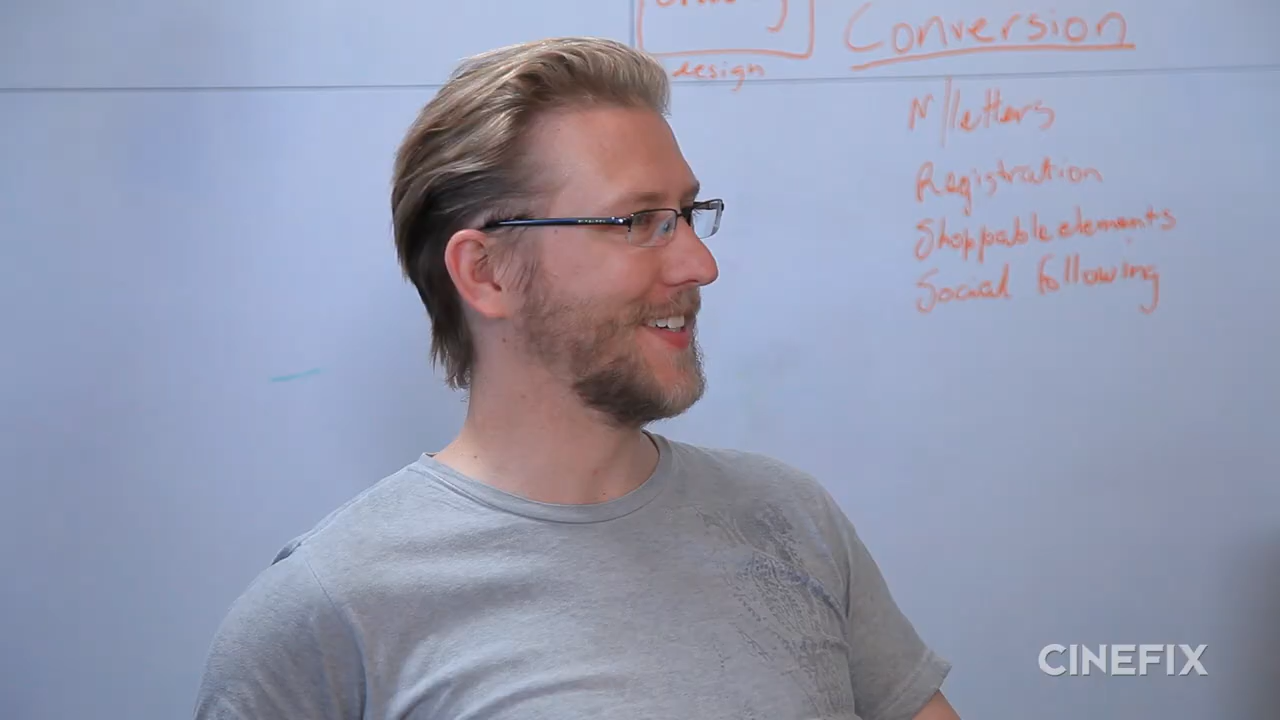 Conversion
design
N/letters
Registration
Shoppable elements
Social following
CINEFIX